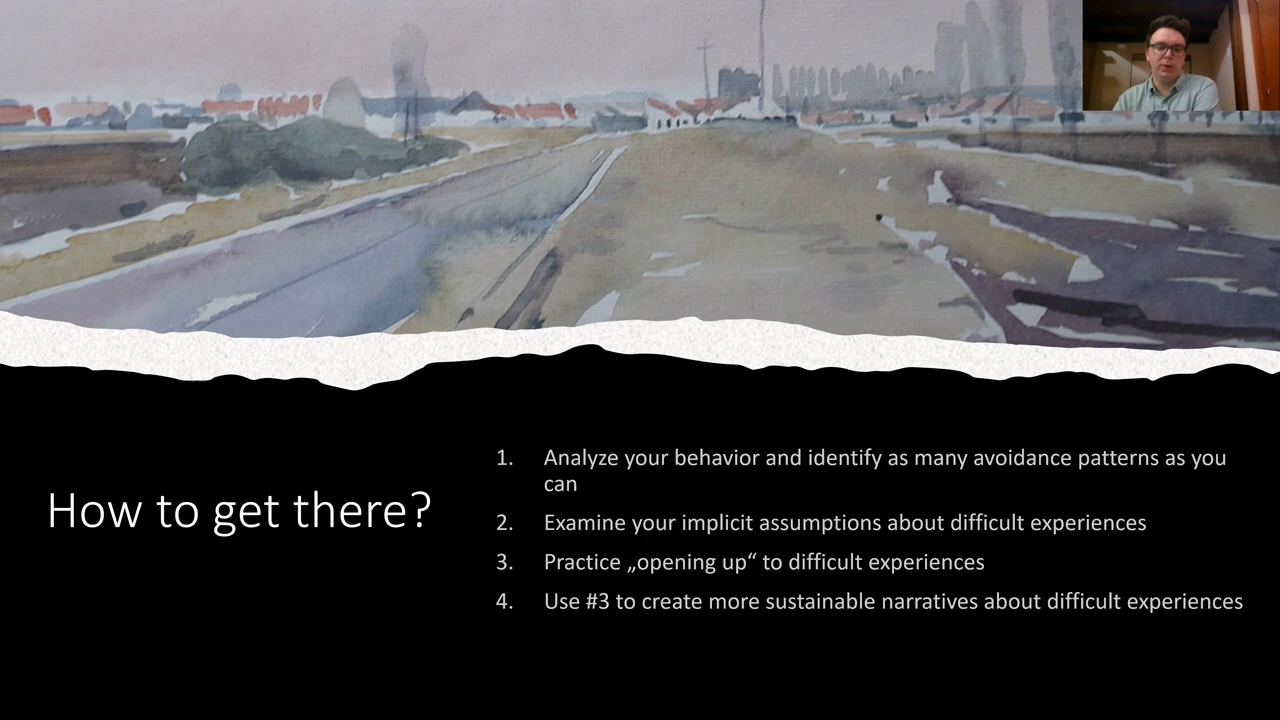 How to get there?
1. Analyze your behavior and identify as many avoidance patterns as you
can
2. Examine your implicit assumptions about difficult experiences
3. Practice „opening up“ to difficult experiences
4. Use #3 to create more sustainable narratives about difficult experiences